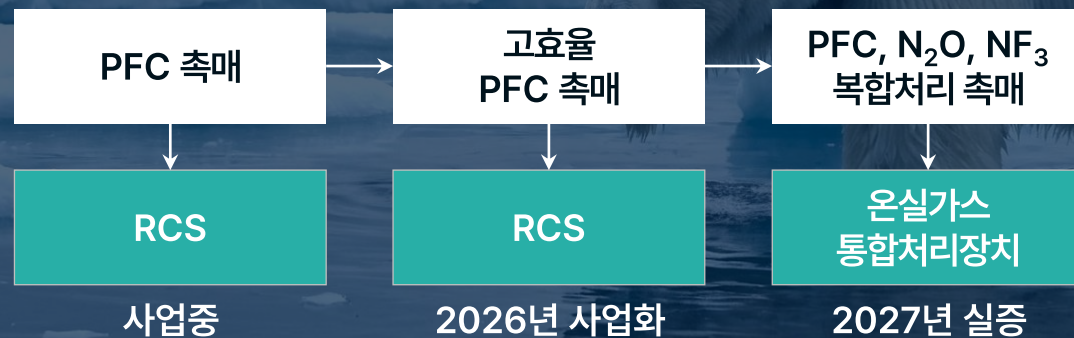 PFC 촉매
고효율
PFC 촉매
PFC, N₂O, NF₃
복합처리 촉매
RCS
RCS
온실가스
통합처리장치
사업중
2026년 사업화
2027년 실증